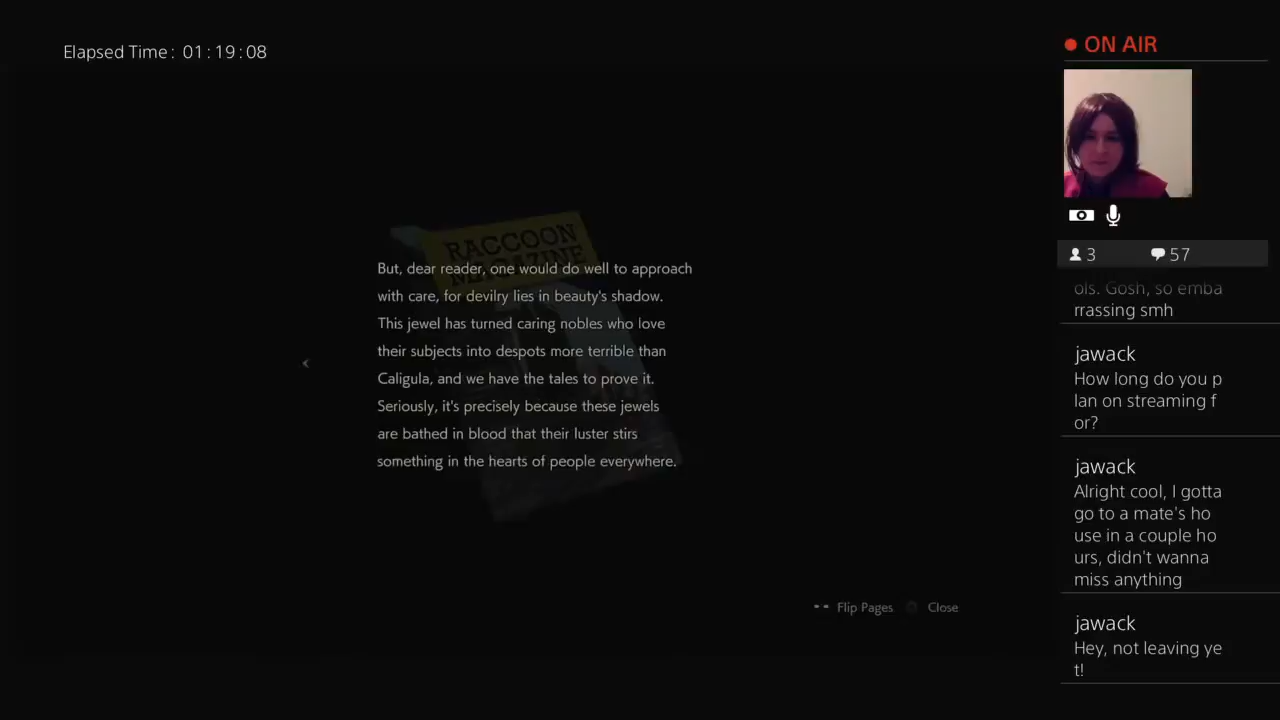 Elapsed Time: 01:19:08
ON AIR
3
57
RACCOON
MAGAZINE
But, dear reader, one would do well to approach
with care, for devilry lies in beauty's shadow.
This jewel has turned caring nobles who love
their subjects into despots more terrible than
Caligula, and we have the tales to prove it.
Seriously, it's precisely because these jewels
are bathed in blood that their luster stirs
something in the hearts of people everywhere.
Flip Pages
Close
ols. Gosh, so emba
rrassing smh
jawack
How long do you p
lan on streaming f
or?
jawack
Alright cool, I gotta
go to a mate's ho
use in a couple ho
urs, didn't wanna
miss anything
jawack
Hey, not leaving ye
t!